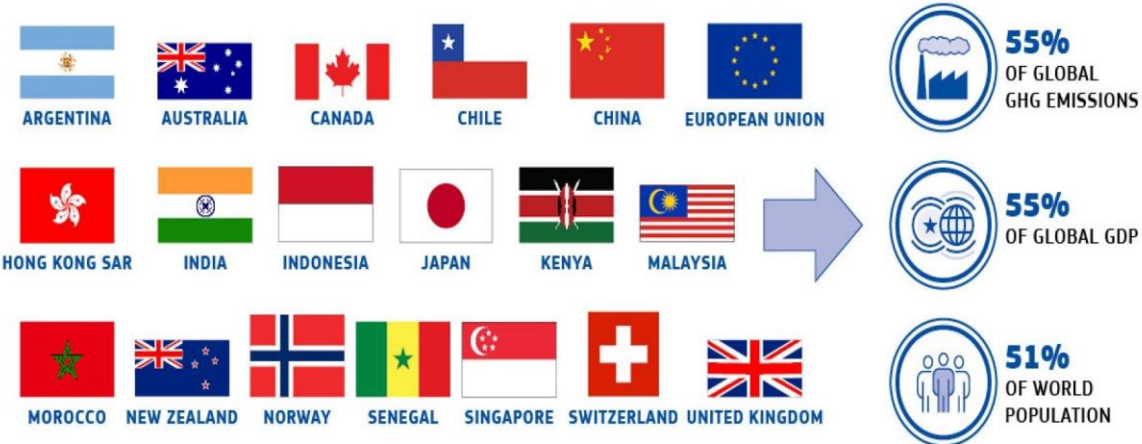 ARGENTINA
AUSTRALIA
CANADA
CHILE
CHINA
EUROPEAN UNION
55%
OF GLOBAL
GHG EMISSIONS
HONG KONG SAR
INDIA
INDONESIA
JAPAN
KENYA
MALAYSIA
55%
OF GLOBAL GDP
MOROCCO
NEW ZEALAND
NORWAY
SENEGAL
SINGAPORE
SWITZERLAND
UNITED KINGDOM
51%
OF WORLD
POPULATION